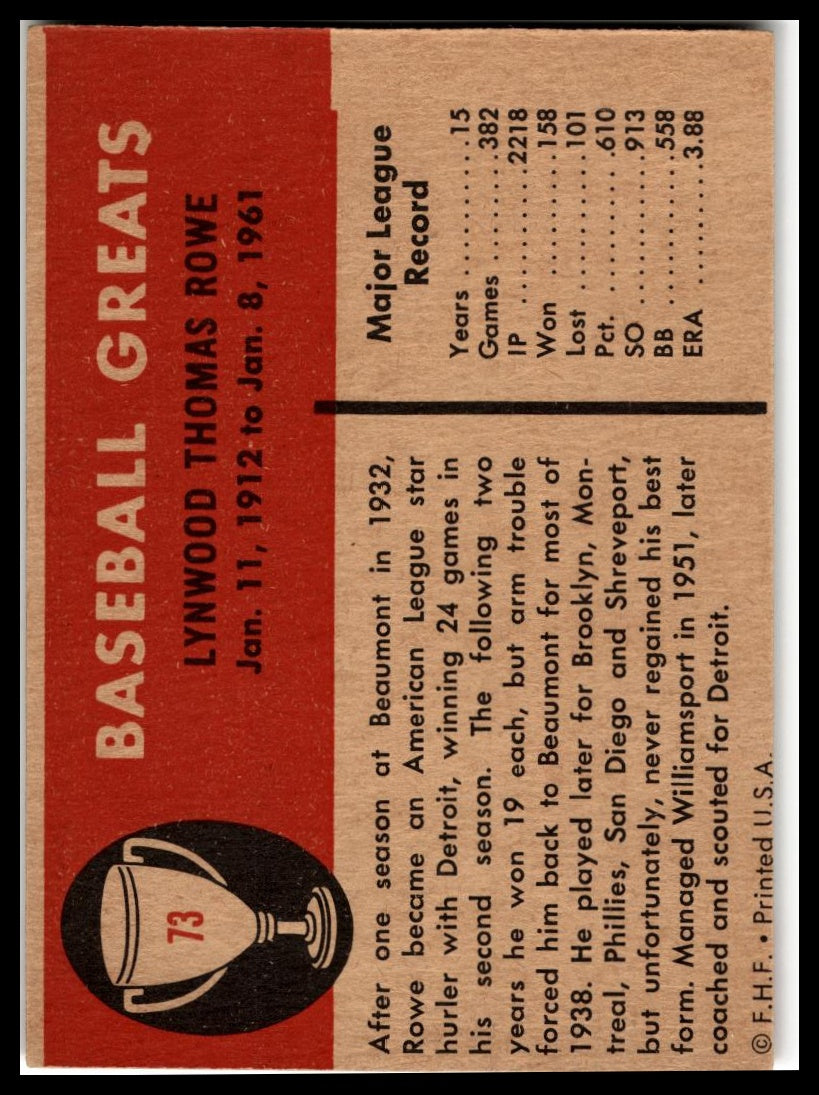 73
BASEBALL GREATS
LYNWOOD THOMAS ROWE
Jan. 11, 1912 to Jan. 8, 1961
After one season at Beaumont in 1932,
Rowe became an American League star
hurler with Detroit, winning 24 games in
his second season. The following two
years he won 19 each, but arm trouble
forced him back to Beaumont for most of
1938. He played later for Brooklyn, Mon-
treal, Phillies, San Diego and Shreveport,
but unfortunately, never regained his best
form. Managed Williamsport in 1951, later
coached and scouted for Detroit.
Major League
Record
Years ..........15
Games .........382
IP ............2218
Won ..........158
Lost ..........101
Pct. ..........610
SO ...........913
BB ...........558
ERA .........3.88
© F.H.F. • Printed U.S.A.